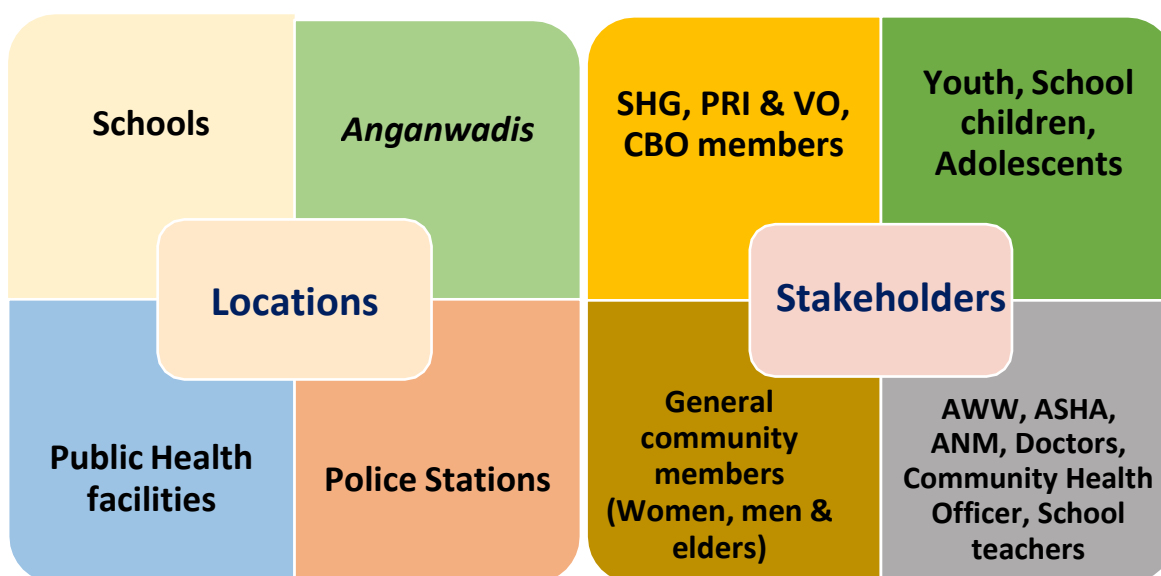 Schools
Anganwadis
Locations
Public Health
facilities
Police Stations
SHG, PRI & VO,
CBO members
Youth, School
children,
Adolescents
Stakeholders
General
community
members
(Women, men &
elders)
AWW, ASHA,
ANM, Doctors,
Community Health
Officer, School
teachers